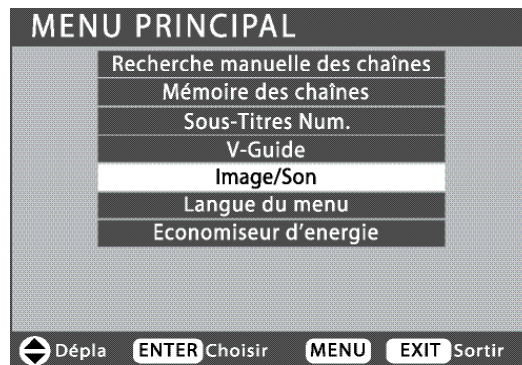 MENU PRINCIPAL
Recherche manuelle des chaînes
Mémoire des chaînes
Sous-Titres Num.
V-Guide
Image/Son
Langue du menu
Economiseur d'energie
Dépla ENTER Choisir MENU EXIT Sortir